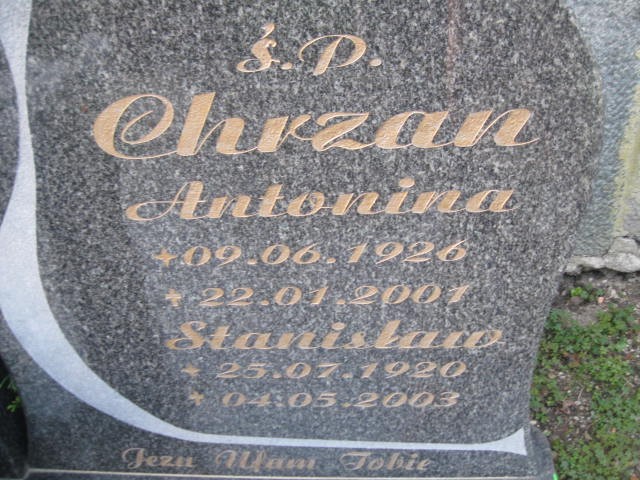 Ś.P.
Chrzan
Antonina
+09.06.1926
+ 22.01.2001
Stanisław
+ 25.07.1920
+ 04.05.2003
Jezu Ufam Tobie